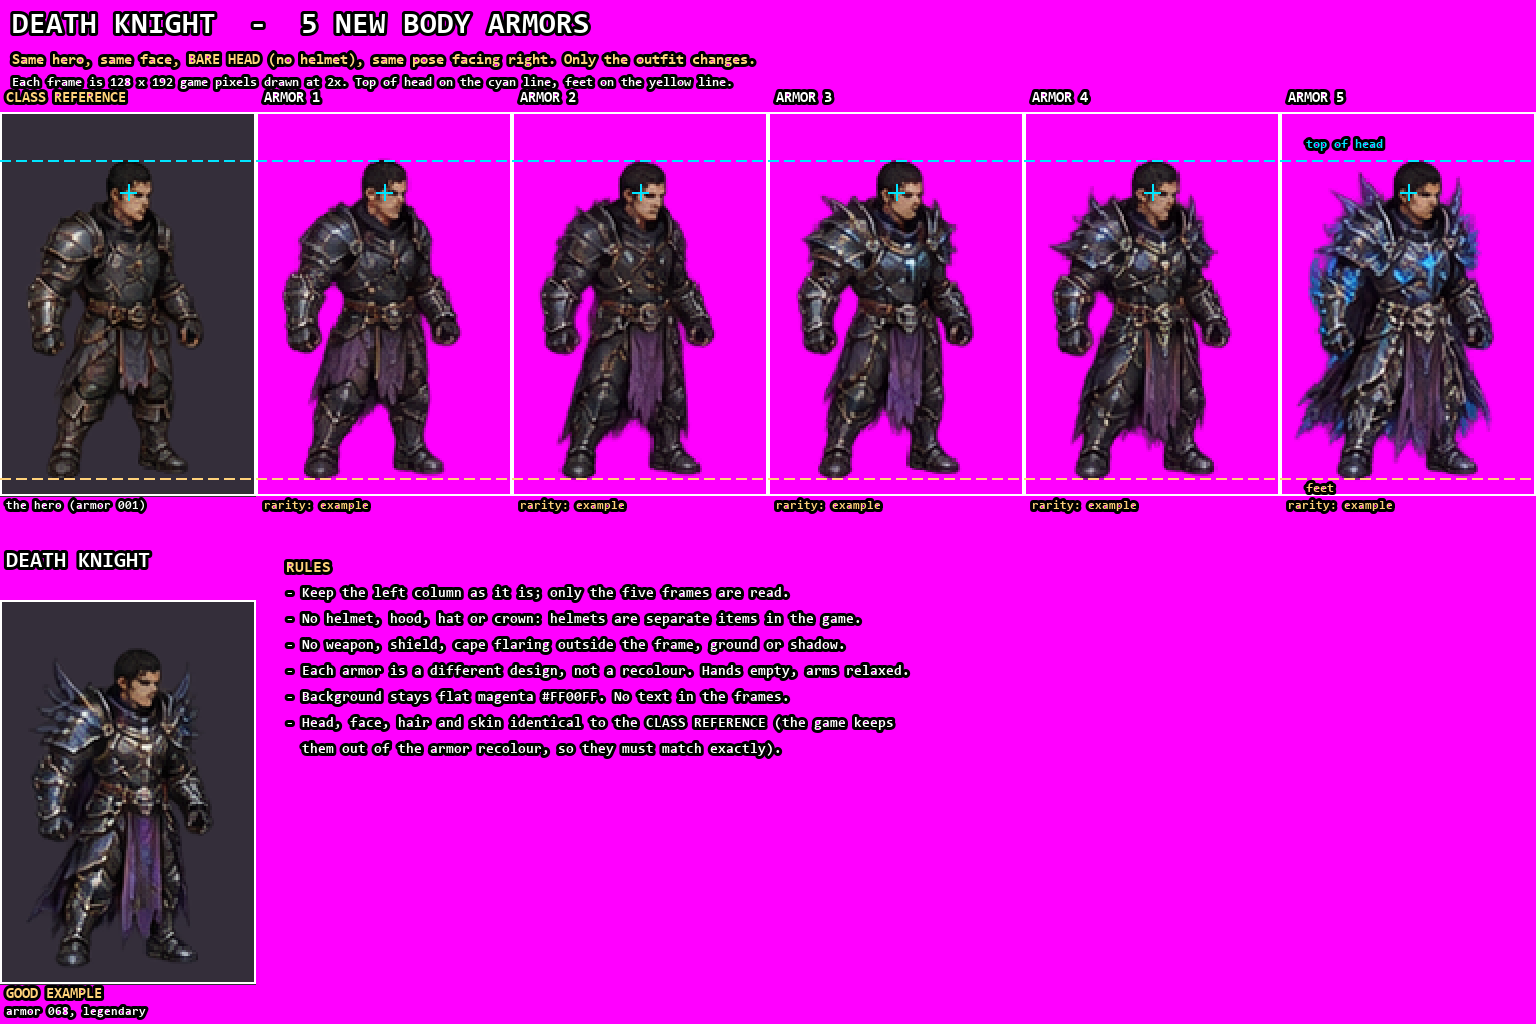 DEATH KNIGHT - 5 NEW BODY ARMORS
Same hero, same face, BARE HEAD (no helmet), same pose facing right. Only the outfit changes.
Each frame is 128 x 192 game pixels drawn at 2x. Top of head on the cyan line, feet on the yellow line.
CLASS REFERENCE
ARMOR 1
ARMOR 2
ARMOR 3
ARMOR 4
ARMOR 5
top of head
feet
the hero (armor 001)
rarity: example
rarity: example
rarity: example
rarity: example
rarity: example
DEATH KNIGHT
RULES
- Keep the left column as it is; only the five frames are read.
- No helmet, hood, hat or crown: helmets are separate items in the game.
- No weapon, shield, cape flaring outside the frame, ground or shadow.
- Each armor is a different design, not a recolour. Hands empty, arms relaxed.
- Background stays flat magenta #FF00FF. No text in the frames.
- Head, face, hair and skin identical to the CLASS REFERENCE (the game keeps
them out of the armor recolour, so they must match exactly).
GOOD EXAMPLE
armor 068, legendary